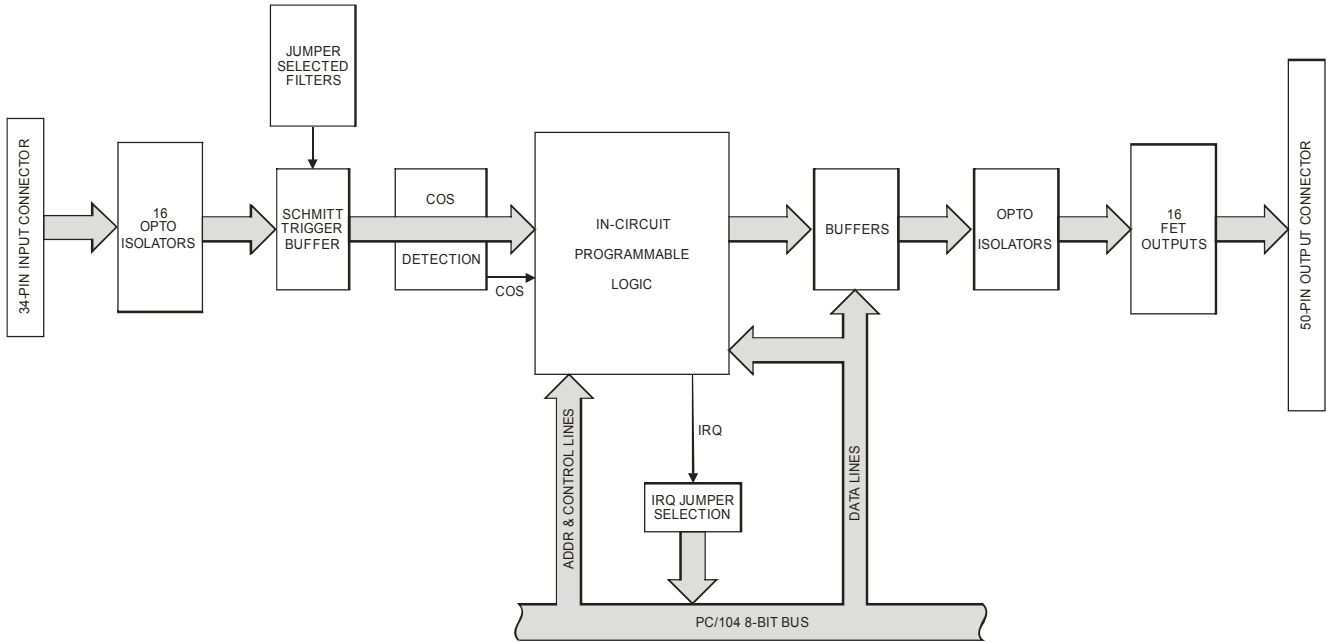 JUMPER
SELECTED
FILTERS
34-PIN INPUT CONNECTOR
16
OPTO
ISOLATORS
SCHMITT
TRIGGER
BUFFER
COS
DETECTION
COS
IN-CIRCUIT
PROGRAMMABLE
LOGIC
BUFFERS
OPTO
ISOLATORS
16
FET
OUTPUTS
50-PIN OUTPUT CONNECTOR
ADDR & CONTROL LINES
IRQ
IRQ JUMPER
SELECTION
DATA LINES
PC/104 8-BIT BUS